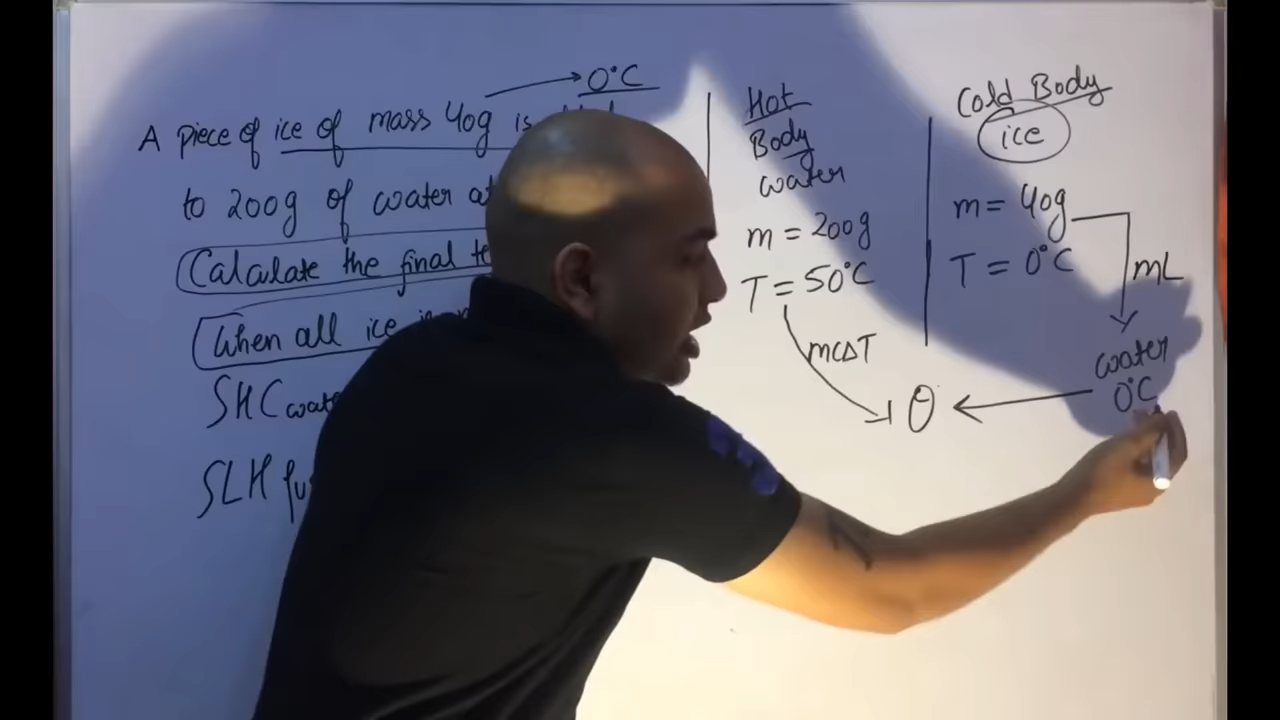 0°C
A piece of ice of mass 40g is
to 200g of water at
Calculate the final
When all ice
SHC
SLH
Hot
Body
water
m = 200g
T = 50°C
mcΔT
θ
Cold Body
ice
m = 40g
T = 0°C
mL
water
0°C